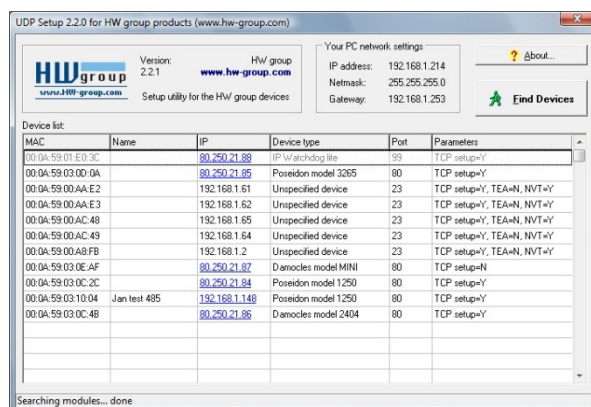 UDP Setup 2.2.0 for HW group products (www.hw-group.com)
HW group
www.HW-group.com
Version: HW group
2.2.1 www.hw-group.com
Setup utility for the HW group devices
Your PC network settings
IP address: 192.168.1.214
Netmask: 255.255.255.0
Gateway: 192.168.1.253
? About...
Find Devices
Device list:
MAC Name IP Device type Port Parameters
00:0A:59:01:E0:3C 80.250.21.88 IP Watchdog lite 99 TCP setup=Y
00:0A:59:03:0D:0A 80.250.21.85 Poseidon model 3265 80 TCP setup=Y
00:0A:59:00:AA:E2 192.168.1.61 Unspecified device 23 TCP setup=Y, TEA=N, NVT=Y
00:0A:59:00:AA:E3 192.168.1.62 Unspecified device 23 TCP setup=Y, TEA=N, NVT=Y
00:0A:59:00:AC:48 192.168.1.65 Unspecified device 23 TCP setup=Y, TEA=N, NVT=Y
00:0A:59:00:AC:49 192.168.1.64 Unspecified device 23 TCP setup=Y, TEA=N, NVT=Y
00:0A:59:00:A8:FB 192.168.1.2 Unspecified device 23 TCP setup=Y, TEA=N, NVT=Y
00:0A:59:03:0E:AF 80.250.21.87 Damocles model MINI 80 TCP setup=N
00:0A:59:03:0C:2C 80.250.21.84 Poseidon model 1250 80 TCP setup=Y
00:0A:59:03:10:04 Jan test 485 192.168.1.148 Poseidon model 1250 80 TCP setup=Y
00:0A:59:03:0C:4B 80.250.21.86 Damocles model 2404 80 TCP setup=Y
Searching modules... done